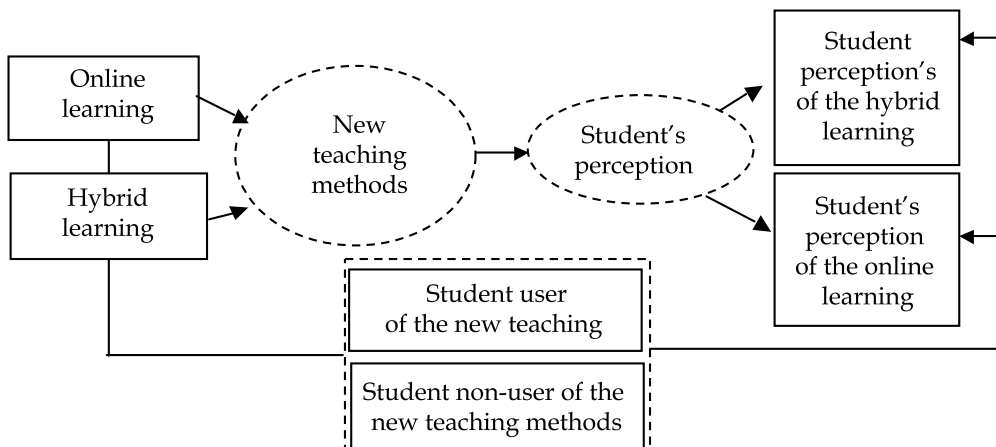 Online
learning
Hybrid
learning
New
teaching
methods
Student's
perception
Student
perception's
of the hybrid
learning
Student's
perception
of the online
learning
Student user
of the new teaching
Student non-user of the
new teaching methods